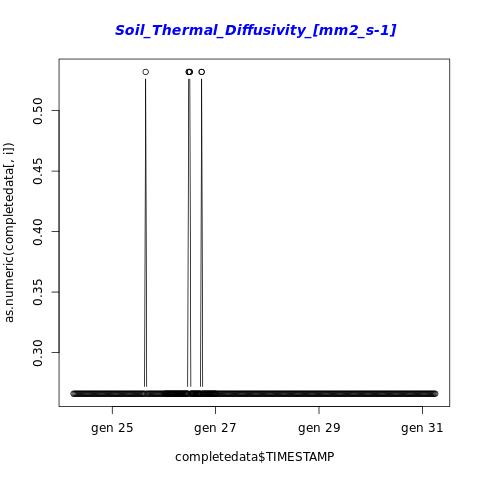 Soil_Thermal_Diffusivity_[mm2_s-1]
as.numeric(completedata[, i])
0.50
0.45
0.40
0.35
0.30
gen 25
gen 27
gen 29
gen 31
completedata$TIMESTAMP